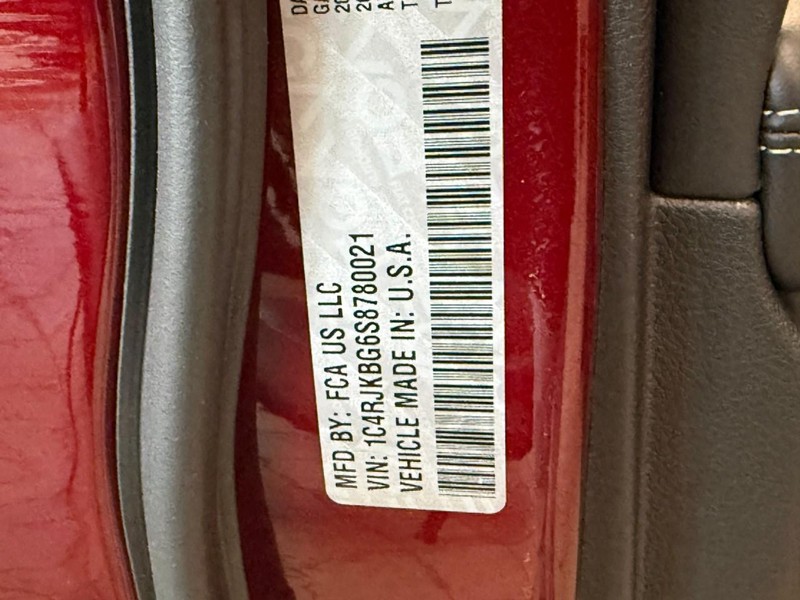 MFD BY: FCA US LLC
VIN: 1C4RJKBG6S8780021
VEHICLE MADE IN: U.S.A.